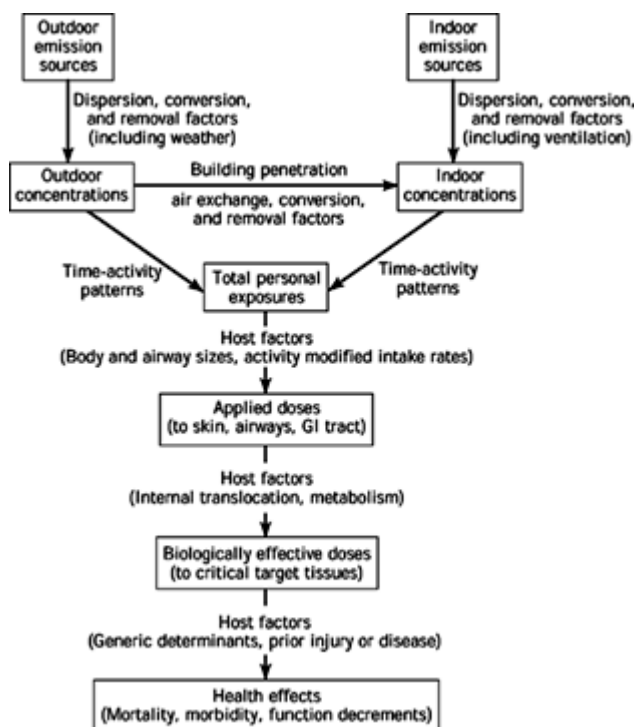 Outdoor
emission
sources
Indoor
emission
sources
Dispersion, conversion,
and removal factors
(including weather)
Dispersion, conversion,
and removal factors
(including ventilation)
Outdoor
concentrations
Building penetration
air exchange, conversion,
and removal factors
Indoor
concentrations
Time-activity
patterns
Total personal
exposures
Time-activity
patterns
Host factors
(Body and airway sizes, activity modified intake rates)
Applied doses
(to skin, airways, GI tract)
Host factors
(Internal translocation, metabolism)
Biologically effective doses
(to critical target tissues)
Host factors
(Generic determinants, prior injury or disease)
Health effects
(Mortality, morbidity, function decrements)